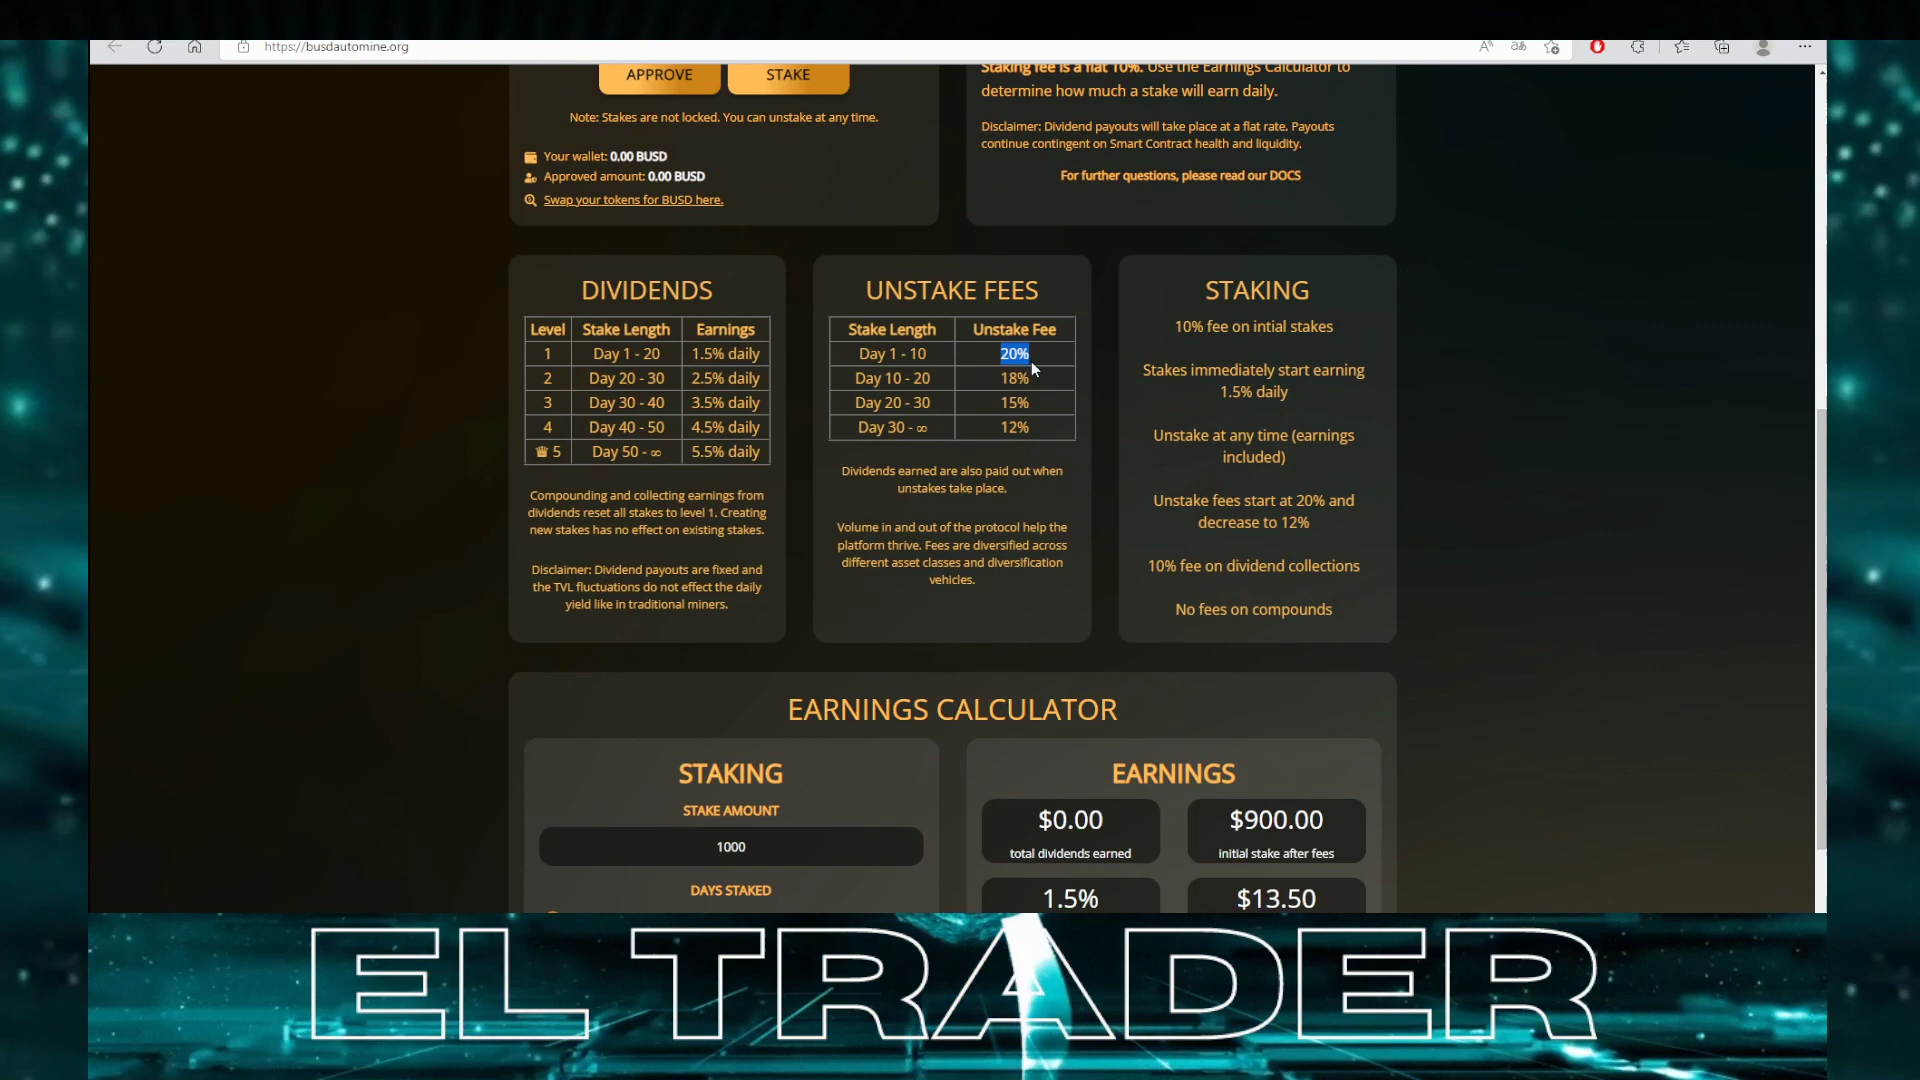 https://busdautomine.org
APPROVE
STAKE
Note: Stakes are not locked. You can unstake at any time.
Your wallet: 0.00 BUSD
Approved amount: 0.00 BUSD
Swap your tokens for BUSD here.
Staking fee is a flat 10%. Use the Earnings Calculator to
determine how much a stake will earn daily.
Disclaimer: Dividend payouts will take place at a flat rate. Payouts
continue contingent on Smart Contract health and liquidity.
For further questions, please read our DOCS
DIVIDENDS
Level Stake Length Earnings
1 Day 1 - 20 1.5% daily
2 Day 20 - 30 2.5% daily
3 Day 30 - 40 3.5% daily
4 Day 40 - 50 4.5% daily
5 Day 50 - ∞ 5.5% daily
Compounding and collecting earnings from
dividends reset all stakes to level 1. Creating
new stakes has no effect on existing stakes.
Disclaimer: Dividend payouts are fixed and
the TVL fluctuations do not effect the daily
yield like in traditional miners.
UNSTAKE FEES
Stake Length Unstake Fee
Day 1 - 10 20%
Day 10 - 20 18%
Day 20 - 30 15%
Day 30 - ∞ 12%
Dividends earned are also paid out when
unstakes take place.
Volume in and out of the protocol help the
platform thrive. Fees are diversified across
different asset classes and diversification
vehicles.
STAKING
10% fee on intial stakes
Stakes immediately start earning
1.5% daily
Unstake at any time (earnings
included)
Unstake fees start at 20% and
decrease to 12%
10% fee on dividend collections
No fees on compounds
EARNINGS CALCULATOR
STAKING
STAKE AMOUNT
1000
DAYS STAKED
EARNINGS
$0.00
total dividends earned
$900.00
initial stake after fees
1.5%
$13.50
EL TRADER